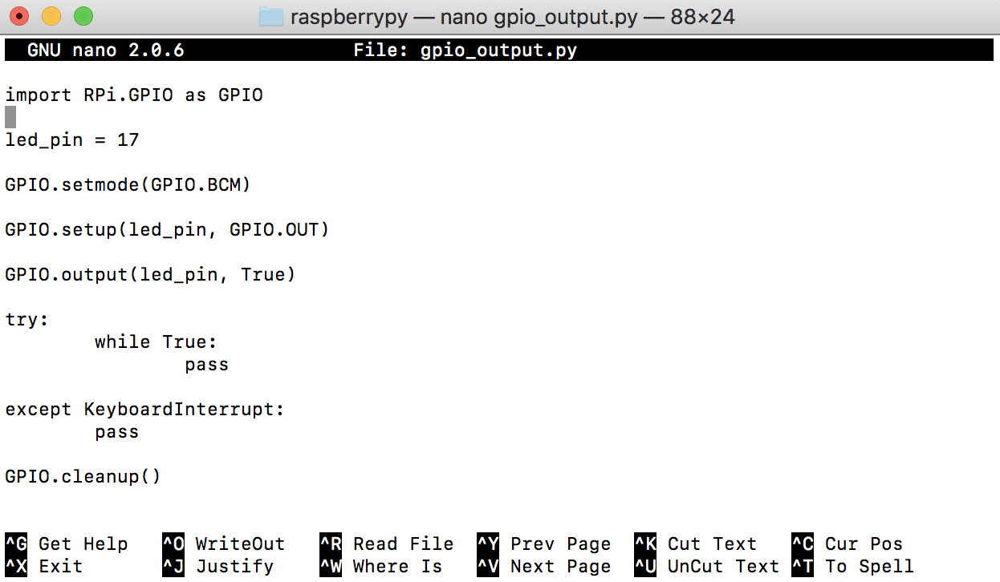 raspberrypy — nano gpio_output.py — 88×24
GNU nano 2.0.6 File: gpio_output.py
import RPi.GPIO as GPIO
led_pin = 17
GPIO.setmode(GPIO.BCM)
GPIO.setup(led_pin, GPIO.OUT)
GPIO.output(led_pin, True)
try:
        while True:
                pass
except KeyboardInterrupt:
        pass
GPIO.cleanup()
^G Get Help ^O WriteOut ^R Read File ^Y Prev Page ^K Cut Text ^C Cur Pos
^X Exit ^J Justify ^W Where Is ^V Next Page ^U UnCut Text ^T To Spell